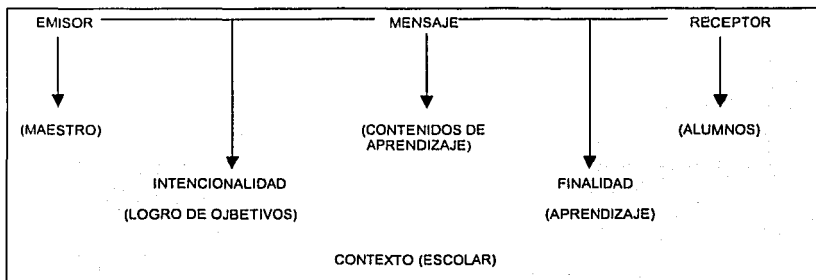 EMISOR MENSAJE RECEPTOR
(MAESTRO) (CONTENIDOS DE APRENDIZAJE) (ALUMNOS)
INTENCIONALIDAD FINALIDAD
(LOGRO DE OJBETIVOS) (APRENDIZAJE)
CONTEXTO (ESCOLAR)